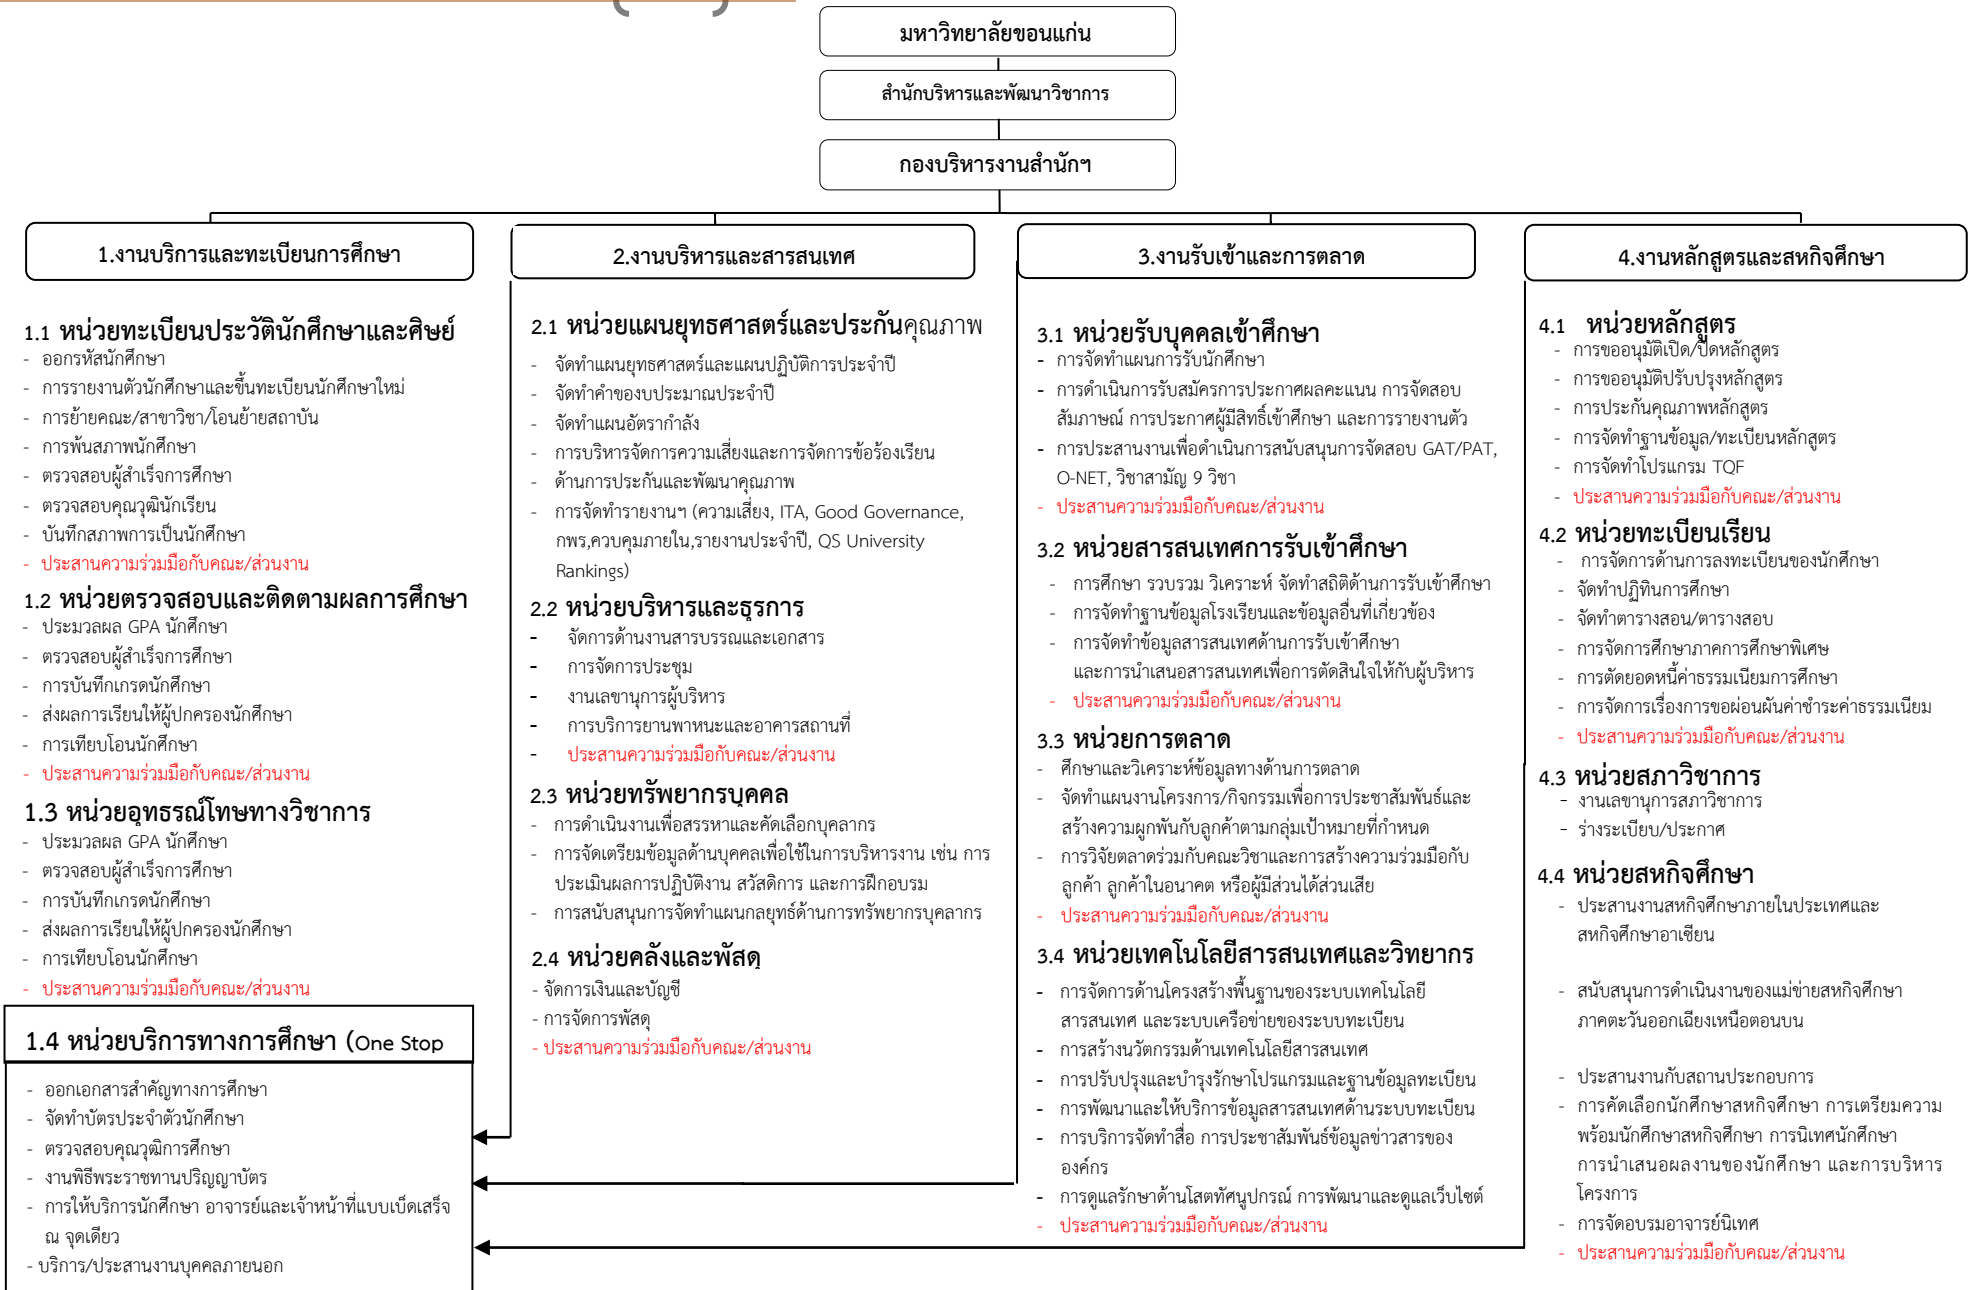 มหาวิทยาลัยขอนแก่น
สำนักบริหารและพัฒนาวิชาการ
กองบริหารงานสำนักฯ
1.งานบริการและทะเบียนการศึกษา
1.1 หน่วยทะเบียนประวัตินักศึกษาและศิษย์
- ออกรหัสนักศึกษา
- การรายงานตัวนักศึกษาและขึ้นทะเบียนนักศึกษาใหม่
- การย้ายคณะ/สาขาวิชา/โอนย้ายสถาบัน
- การพ้นสภาพนักศึกษา
- ตรวจสอบผู้สำเร็จการศึกษา
- ตรวจสอบคุณวุฒินักเรียน
- บันทึกสภาพการเป็นนักศึกษา
- ประสานความร่วมมือกับคณะ/ส่วนงาน
1.2 หน่วยตรวจสอบและติดตามผลการศึกษา
- ประมวลผล GPA นักศึกษา
- ตรวจสอบผู้สำเร็จการศึกษา
- การบันทึกเกรดนักศึกษา
- ส่งผลการเรียนให้ผู้ปกครองนักศึกษา
- การเทียบโอนนักศึกษา
- ประสานความร่วมมือกับคณะ/ส่วนงาน
1.3 หน่วยอุทธรณ์โทษทางวิชาการ
- ประมวลผล GPA นักศึกษา
- ตรวจสอบผู้สำเร็จการศึกษา
- การบันทึกเกรดนักศึกษา
- ส่งผลการเรียนให้ผู้ปกครองนักศึกษา
- การเทียบโอนนักศึกษา
- ประสานความร่วมมือกับคณะ/ส่วนงาน
1.4 หน่วยบริการทางการศึกษา (One Stop
- ออกเอกสารสำคัญทางการศึกษา
- จัดทำบัตรประจำตัวนักศึกษา
- ตรวจสอบคุณวุฒิการศึกษา
- งานพิธีพระราชทานปริญญาบัตร
- การให้บริการนักศึกษา อาจารย์และเจ้าหน้าที่แบบเบ็ดเสร็จ
ณ จุดเดียว
- บริการ/ประสานงานบุคคลภายนอก
2.งานบริหารและสารสนเทศ
2.1 หน่วยแผนยุทธศาสตร์และประกันคุณภาพ
- จัดทำแผนยุทธศาสตร์และแผนปฏิบัติการประจำปี
- จัดทำคำของบประมาณประจำปี
- จัดทำแผนอัตรากำลัง
- การบริหารจัดการความเสี่ยงและการจัดการข้อร้องเรียน
- ด้านการประกันและพัฒนาคุณภาพ
- การจัดทำรายงานฯ (ความเสี่ยง, ITA, Good Governance,
กพร,ควบคุมภายใน,รายงานประจำปี, QS University
Rankings)
2.2 หน่วยบริหารและธุรการ
- จัดการด้านงานสารบรรณและเอกสาร
- การจัดการประชุม
- งานเลขานุการผู้บริหาร
- การบริการยานพาหนะและอาคารสถานที่
- ประสานความร่วมมือกับคณะ/ส่วนงาน
2.3 หน่วยทรัพยากรบุคคล
- การดำเนินงานเพื่อสรรหาและคัดเลือกบุคลากร
- การจัดเตรียมข้อมูลด้านบุคคลเพื่อใช้ในการบริหารงาน เช่น การ
ประเมินผลการปฏิบัติงาน สวัสดิการ และการฝึกอบรม
- การสนับสนุนการจัดทำแผนกลยุทธ์ด้านการทรัพยากรบุคลากร
2.4 หน่วยคลังและพัสดุ
- จัดการเงินและบัญชี
- การจัดการพัสดุ
- ประสานความร่วมมือกับคณะ/ส่วนงาน
3.งานรับเข้าและการตลาด
3.1 หน่วยรับบุคคลเข้าศึกษา
- การจัดทำแผนการรับนักศึกษา
- การดำเนินการรับสมัครการประกาศผลคะแนน การจัดสอบ
สัมภาษณ์ การประกาศผู้มีสิทธิ์เข้าศึกษา และการรายงานตัว
- การประสานงานเพื่อดำเนินการสนับสนุนการจัดสอบ GAT/PAT,
O-NET, วิชาสามัญ 9 วิชา
- ประสานความร่วมมือกับคณะ/ส่วนงาน
3.2 หน่วยสารสนเทศการรับเข้าศึกษา
- การศึกษา รวบรวม วิเคราะห์ จัดทำสถิติด้านการรับเข้าศึกษา
- การจัดทำฐานข้อมูลโรงเรียนและข้อมูลอื่นที่เกี่ยวข้อง
- การจัดทำข้อมูลสารสนเทศด้านการรับเข้าศึกษา
และการนำเสนอสารสนเทศเพื่อการตัดสินใจให้กับผู้บริหาร
- ประสานความร่วมมือกับคณะ/ส่วนงาน
3.3 หน่วยการตลาด
- ศึกษาและวิเคราะห์ข้อมูลทางด้านการตลาด
- จัดทำแผนงานโครงการ/กิจกรรมเพื่อการประชาสัมพันธ์และ
สร้างความผูกพันกับลูกค้าตามกลุ่มเป้าหมายที่กำหนด
- การวิจัยตลาดร่วมกับคณะวิชาและการสร้างความร่วมมือกับ
ลูกค้า ลูกค้าในอนาคต หรือผู้มีส่วนได้ส่วนเสีย
- ประสานความร่วมมือกับคณะ/ส่วนงาน
3.4 หน่วยเทคโนโลยีสารสนเทศและวิทยากร
- การจัดการด้านโครงสร้างพื้นฐานของระบบเทคโนโลยี
สารสนเทศ และระบบเครือข่ายของระบบทะเบียน
- การสร้างนวัตกรรมด้านเทคโนโลยีสารสนเทศ
- การปรับปรุงและบำรุงรักษาโปรแกรมและฐานข้อมูลทะเบียน
- การพัฒนาและให้บริการข้อมูลสารสนเทศด้านระบบทะเบียน
- การบริการจัดทำสื่อ การประชาสัมพันธ์ข้อมูลข่าวสารของ
องค์กร
- การดูแลรักษาด้านโสตทัศนูปกรณ์ การพัฒนาและดูแลเว็บไซต์
- ประสานความร่วมมือกับคณะ/ส่วนงาน
4.งานหลักสูตรและสหกิจศึกษา
4.1 หน่วยหลักสูตร
- การขออนุมัติเปิด/ปิดหลักสูตร
- การขออนุมัติปรับปรุงหลักสูตร
- การประกันคุณภาพหลักสูตร
- การจัดทำฐานข้อมูล/ทะเบียนหลักสูตร
- การจัดทำโปรแกรม TQF
- ประสานความร่วมมือกับคณะ/ส่วนงาน
4.2 หน่วยทะเบียนเรียน
- การจัดการด้านการลงทะเบียนของนักศึกษา
- จัดทำปฏิทินการศึกษา
- จัดทำตารางสอน/ตารางสอบ
- การจัดการศึกษาภาคการศึกษาพิเศษ
- การตัดยอดหนี้ค่าธรรมเนียมการศึกษา
- การจัดการเรื่องการขอผ่อนผันค่าชำระค่าธรรมเนียม
- ประสานความร่วมมือกับคณะ/ส่วนงาน
4.3 หน่วยสภาวิชาการ
- งานเลขานุการสภาวิชาการ
- ร่างระเบียบ/ประกาศ
4.4 หน่วยสหกิจศึกษา
- ประสานงานสหกิจศึกษาภายในประเทศและ
สหกิจศึกษาอาเซียน
- สนับสนุนการดำเนินงานของแม่ข่ายสหกิจศึกษา
ภาคตะวันออกเฉียงเหนือตอนบน
- ประสานงานกับสถานประกอบการ
- การคัดเลือกนักศึกษาสหกิจศึกษา การเตรียมความ
พร้อมนักศึกษาสหกิจศึกษา การนิเทศนักศึกษา
การนำเสนอผลงานของนักศึกษา และการบริหาร
โครงการ
- การจัดอบรมอาจารย์นิเทศ
- ประสานความร่วมมือกับคณะ/ส่วนงาน